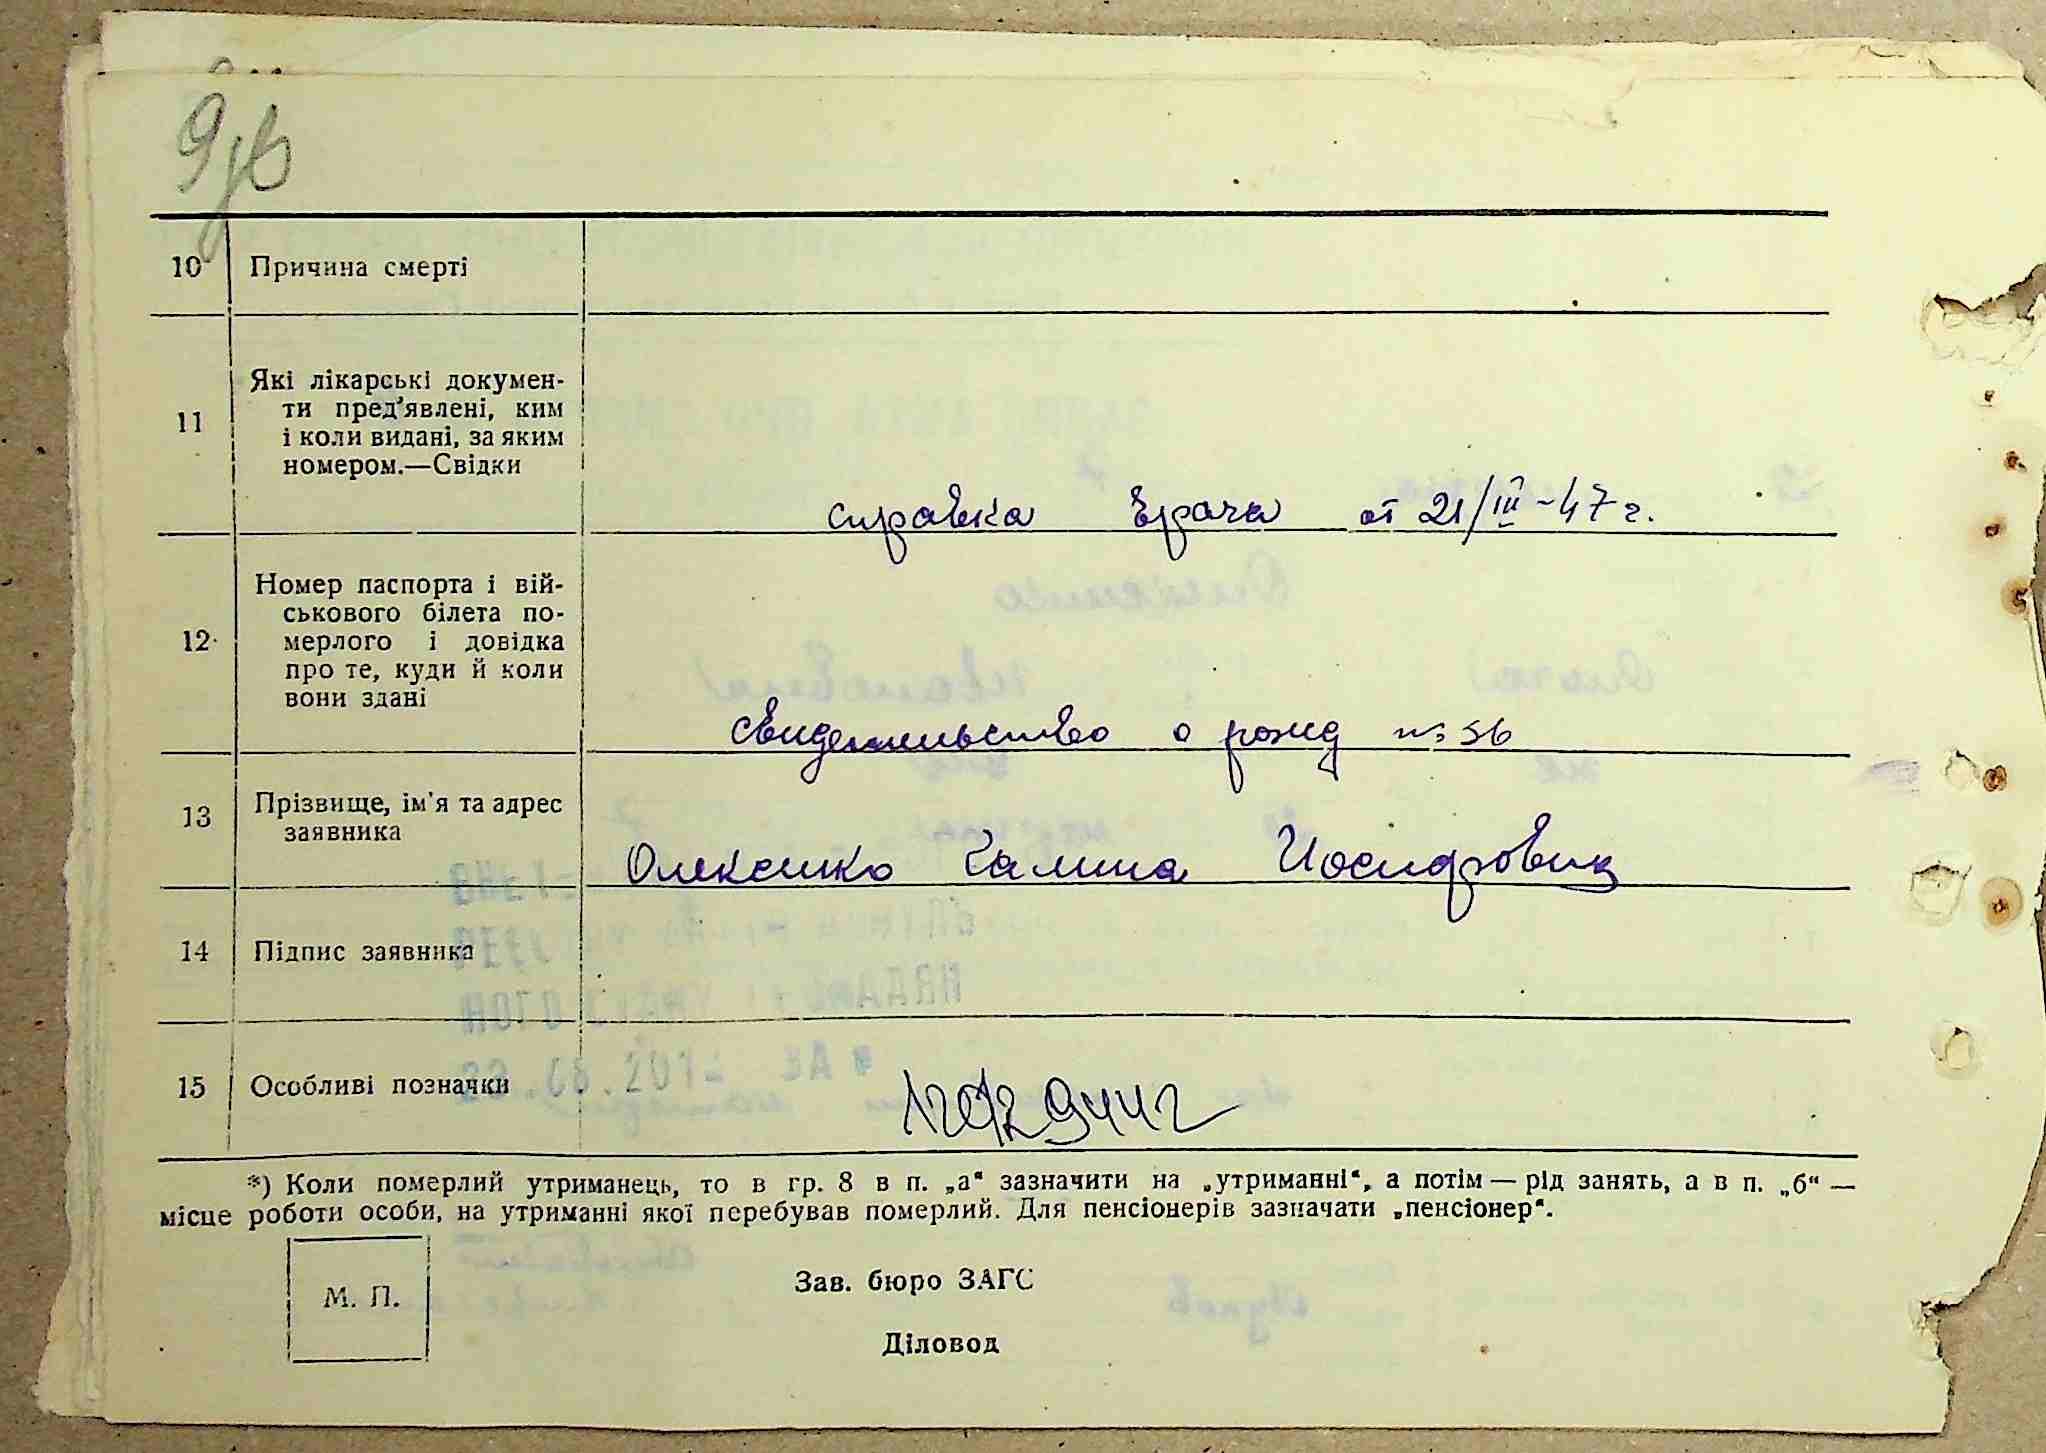 10 Причина смерті
11 Які лікарські докумен-
ти пред'явлені, ким
і коли видані, за яким
номером.—Свідки
справка врача от 21/III-47 г.
12 Номер паспорта і вій-
ськового білета по-
мерлого і довідка
про те, куди й коли
вони здані
свидетельство о рожд № 56
13 Прізвище, ім'я та адрес
заявника
Олексенко Галина Иосифовна
14 Підпис заявника
15 Особливі позначки
*) Коли померлий утриманець, то в гр. 8 в п. „а“ зазначити на „утриманні“, а потім — рід занять, а в п. „б“ —
місце роботи особи, на утриманні якої перебував померлий. Для пенсіонерів зазначати „пенсіонер“.
М. П.
Зав. бюро ЗАГС
Діловод